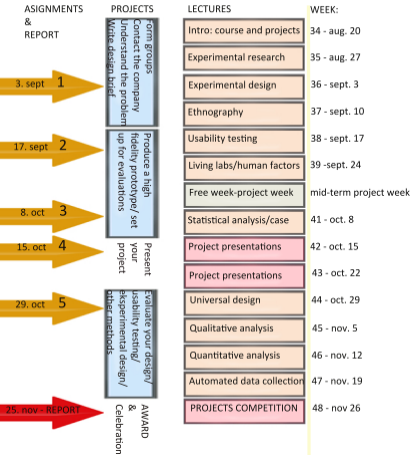 ASIGNMENTS
&
REPORT
PROJECTS
LECTURES
WEEK:
3. sept 1
17. sept 2
8. oct 3
15. oct 4
29. oct 5
25. nov - REPORT
Form groups
Contact the company
Understand the problem
Write design brief
Produce a high
fidelity prototype/ set
up for evaluations
Present
your
project
Evaluate your design/
usability testing/
eksperimental design/
other methods
AWARD
&
Celebration
Intro: course and projects 34 - aug. 20
Experimental research 35 - aug. 27
Experimental design 36 - sept. 3
Ethnography 37 - sept. 10
Usability testing 38 - sept. 17
Living labs/human factors 39 -sept. 24
Free week-project week mid-term project week
Statistical analysis/case 41 - oct. 8
Project presentations 42 - oct. 15
Project presentations 43 - oct. 22
Universal design 44 - oct. 29
Qualitative analysis 45 - nov. 5
Quantitative analysis 46 - nov. 12
Automated data collection 47 - nov. 19
PROJECTS COMPETITION 48 - nov 26